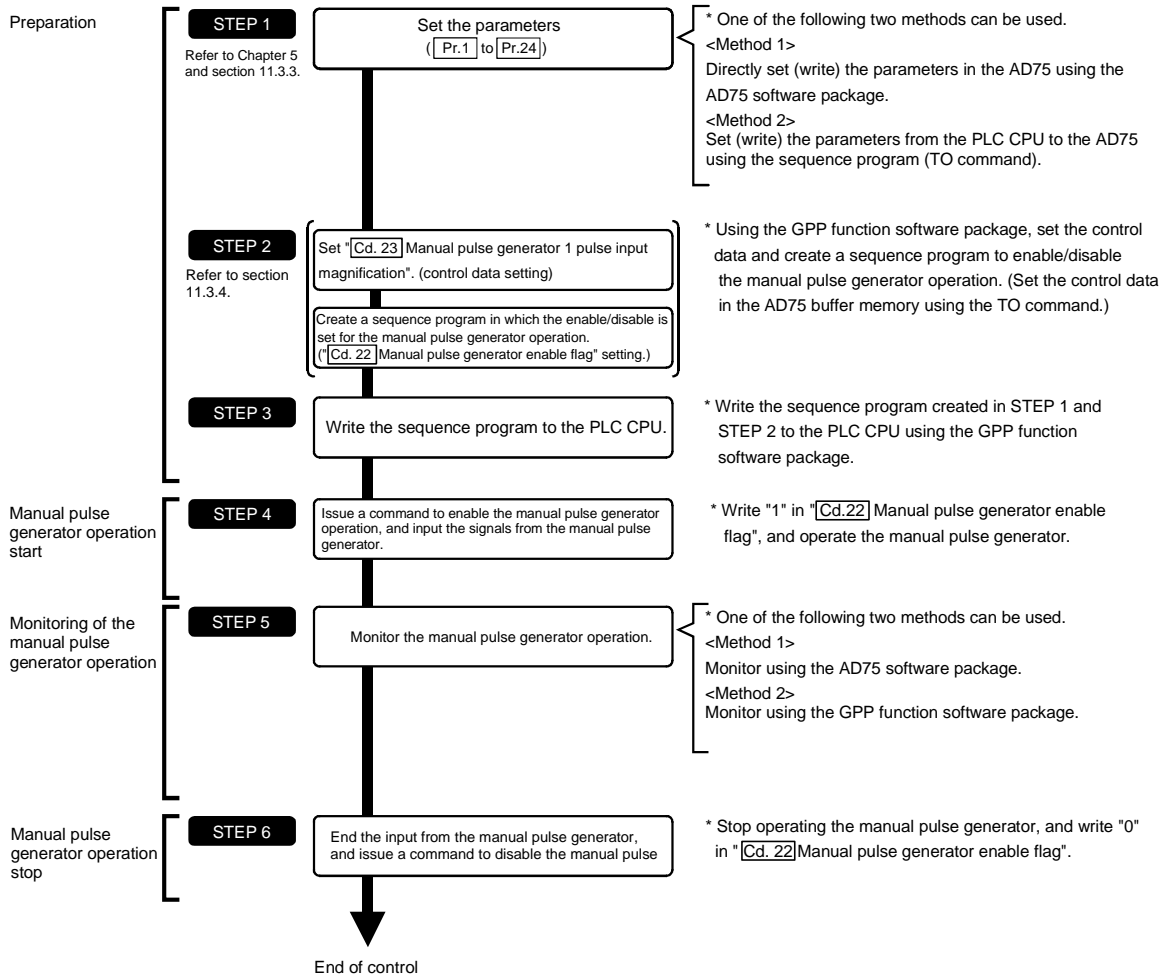 Preparation
STEP 1
Refer to Chapter 5
and section 11.3.3.
Set the parameters
( Pr.1 to Pr.24 )
* One of the following two methods can be used.
<Method 1>
Directly set (write) the parameters in the AD75 using the
AD75 software package.
<Method 2>
Set (write) the parameters from the PLC CPU to the AD75
using the sequence program (TO command).
STEP 2
Refer to section
11.3.4.
Set "Cd. 23 Manual pulse generator 1 pulse input
magnification". (control data setting)
Create a sequence program in which the enable/disable is
set for the manual pulse generator operation.
("Cd. 22 Manual pulse generator enable flag" setting.)
* Using the GPP function software package, set the control
data and create a sequence program to enable/disable
the manual pulse generator operation. (Set the control data
in the AD75 buffer memory using the TO command.)
STEP 3
Write the sequence program to the PLC CPU.
* Write the sequence program created in STEP 1 and
STEP 2 to the PLC CPU using the GPP function
software package.
Manual pulse
generator operation
start
STEP 4
Issue a command to enable the manual pulse generator
operation, and input the signals from the manual pulse
generator.
* Write "1" in "Cd.22 Manual pulse generator enable
flag", and operate the manual pulse generator.
Monitoring of the
manual pulse
generator operation
STEP 5
Monitor the manual pulse generator operation.
* One of the following two methods can be used.
<Method 1>
Monitor using the AD75 software package.
<Method 2>
Monitor using the GPP function software package.
Manual pulse
generator operation
stop
STEP 6
End the input from the manual pulse generator,
and issue a command to disable the manual pulse
* Stop operating the manual pulse generator, and write "0"
in " Cd. 22 Manual pulse generator enable flag".
End of control